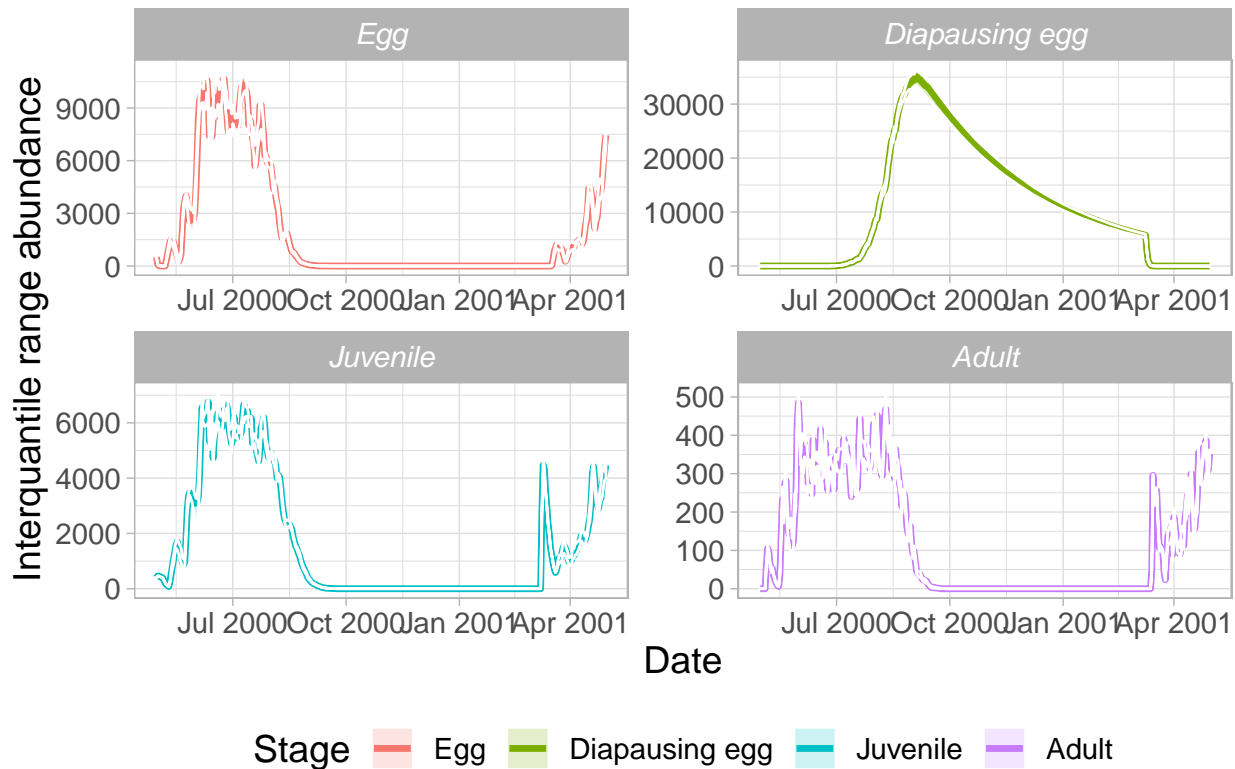 Interquantile range abundance
Egg
Diapausing egg
9000
6000
3000
0
30000
20000
10000
0
Jul 2000 Oct 2000 Jan 2001 Apr 2001
Jul 2000 Oct 2000 Jan 2001 Apr 2001
Juvenile
Adult
6000
4000
2000
0
500
400
300
200
100
0
Jul 2000 Oct 2000 Jan 2001 Apr 2001
Jul 2000 Oct 2000 Jan 2001 Apr 2001
Date
Stage Egg Diapausing egg Juvenile Adult